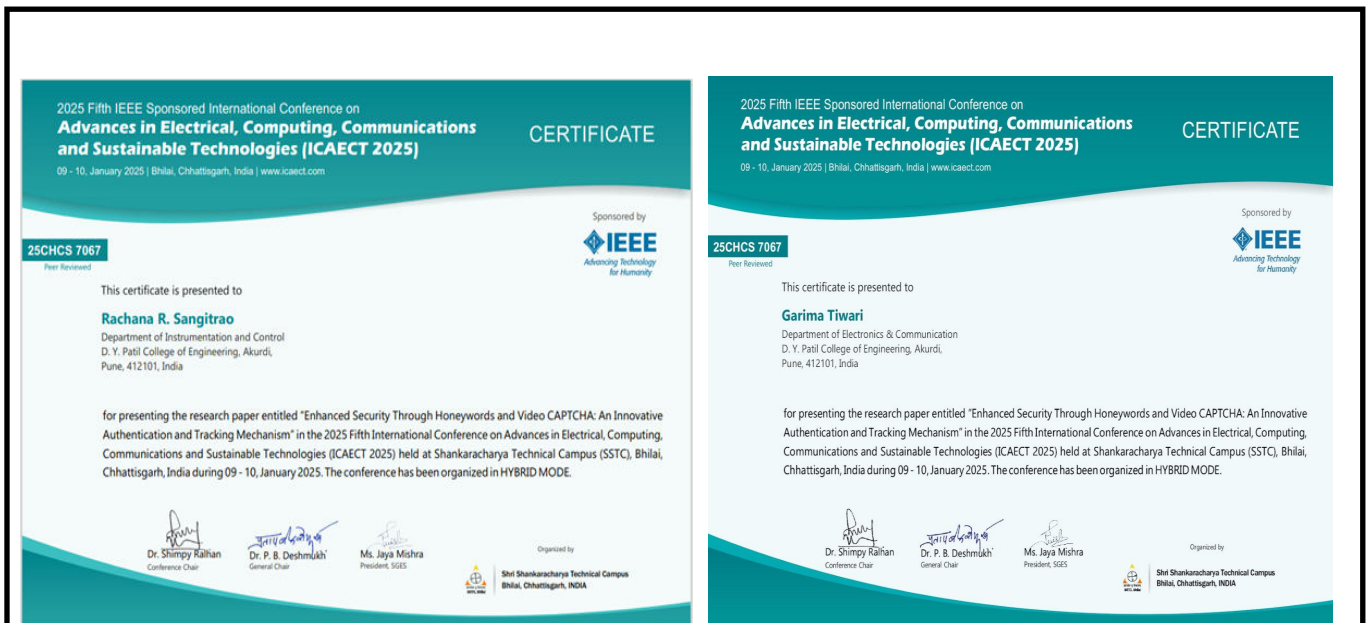 2025 Fifth IEEE Sponsored International Conference on
Advances in Electrical, Computing, Communications
and Sustainable Technologies (ICAECT 2025)
09 - 10, January 2025 | Bhilai, Chhattisgarh, India | www.icaect.com
CERTIFICATE
Sponsored by
IEEE
Advancing Technology
for Humanity
25CHCS 7067
Peer Reviewed
This certificate is presented to
Rachana R. Sangitrao
Department of Instrumentation and Control
D. Y. Patil College of Engineering, Akurdi,
Pune, 412101, India
for presenting the research paper entitled "Enhanced Security Through Honeywords and Video CAPTCHA: An Innovative
Authentication and Tracking Mechanism" in the 2025 Fifth International Conference on Advances in Electrical, Computing,
Communications and Sustainable Technologies (ICAECT 2025) held at Shankaracharya Technical Campus (SSTC), Bhilai,
Chhattisgarh, India during 09 - 10, January 2025. The conference has been organized in HYBRID MODE.
Dr. Shimpy Ralhan
Conference Chair
Dr. P. B. Deshmukh
General Chair
Ms. Jaya Mishra
President, SGES
Organized by
Shri Shankaracharya Technical Campus
Bhilai, Chhattisgarh, INDIA
2025 Fifth IEEE Sponsored International Conference on
Advances in Electrical, Computing, Communications
and Sustainable Technologies (ICAECT 2025)
09 - 10, January 2025 | Bhilai, Chhattisgarh, India | www.icaect.com
CERTIFICATE
Sponsored by
IEEE
Advancing Technology
for Humanity
25CHCS 7067
Peer Reviewed
This certificate is presented to
Garima Tiwari
Department of Electronics & Communication
D. Y. Patil College of Engineering, Akurdi,
Pune, 412101, India
for presenting the research paper entitled "Enhanced Security Through Honeywords and Video CAPTCHA: An Innovative
Authentication and Tracking Mechanism" in the 2025 Fifth International Conference on Advances in Electrical, Computing,
Communications and Sustainable Technologies (ICAECT 2025) held at Shankaracharya Technical Campus (SSTC), Bhilai,
Chhattisgarh, India during 09 - 10, January 2025. The conference has been organized in HYBRID MODE.
Dr. Shimpy Ralhan
Conference Chair
Dr. P. B. Deshmukh
General Chair
Ms. Jaya Mishra
President, SGES
Organized by
Shri Shankaracharya Technical Campus
Bhilai, Chhattisgarh, INDIA